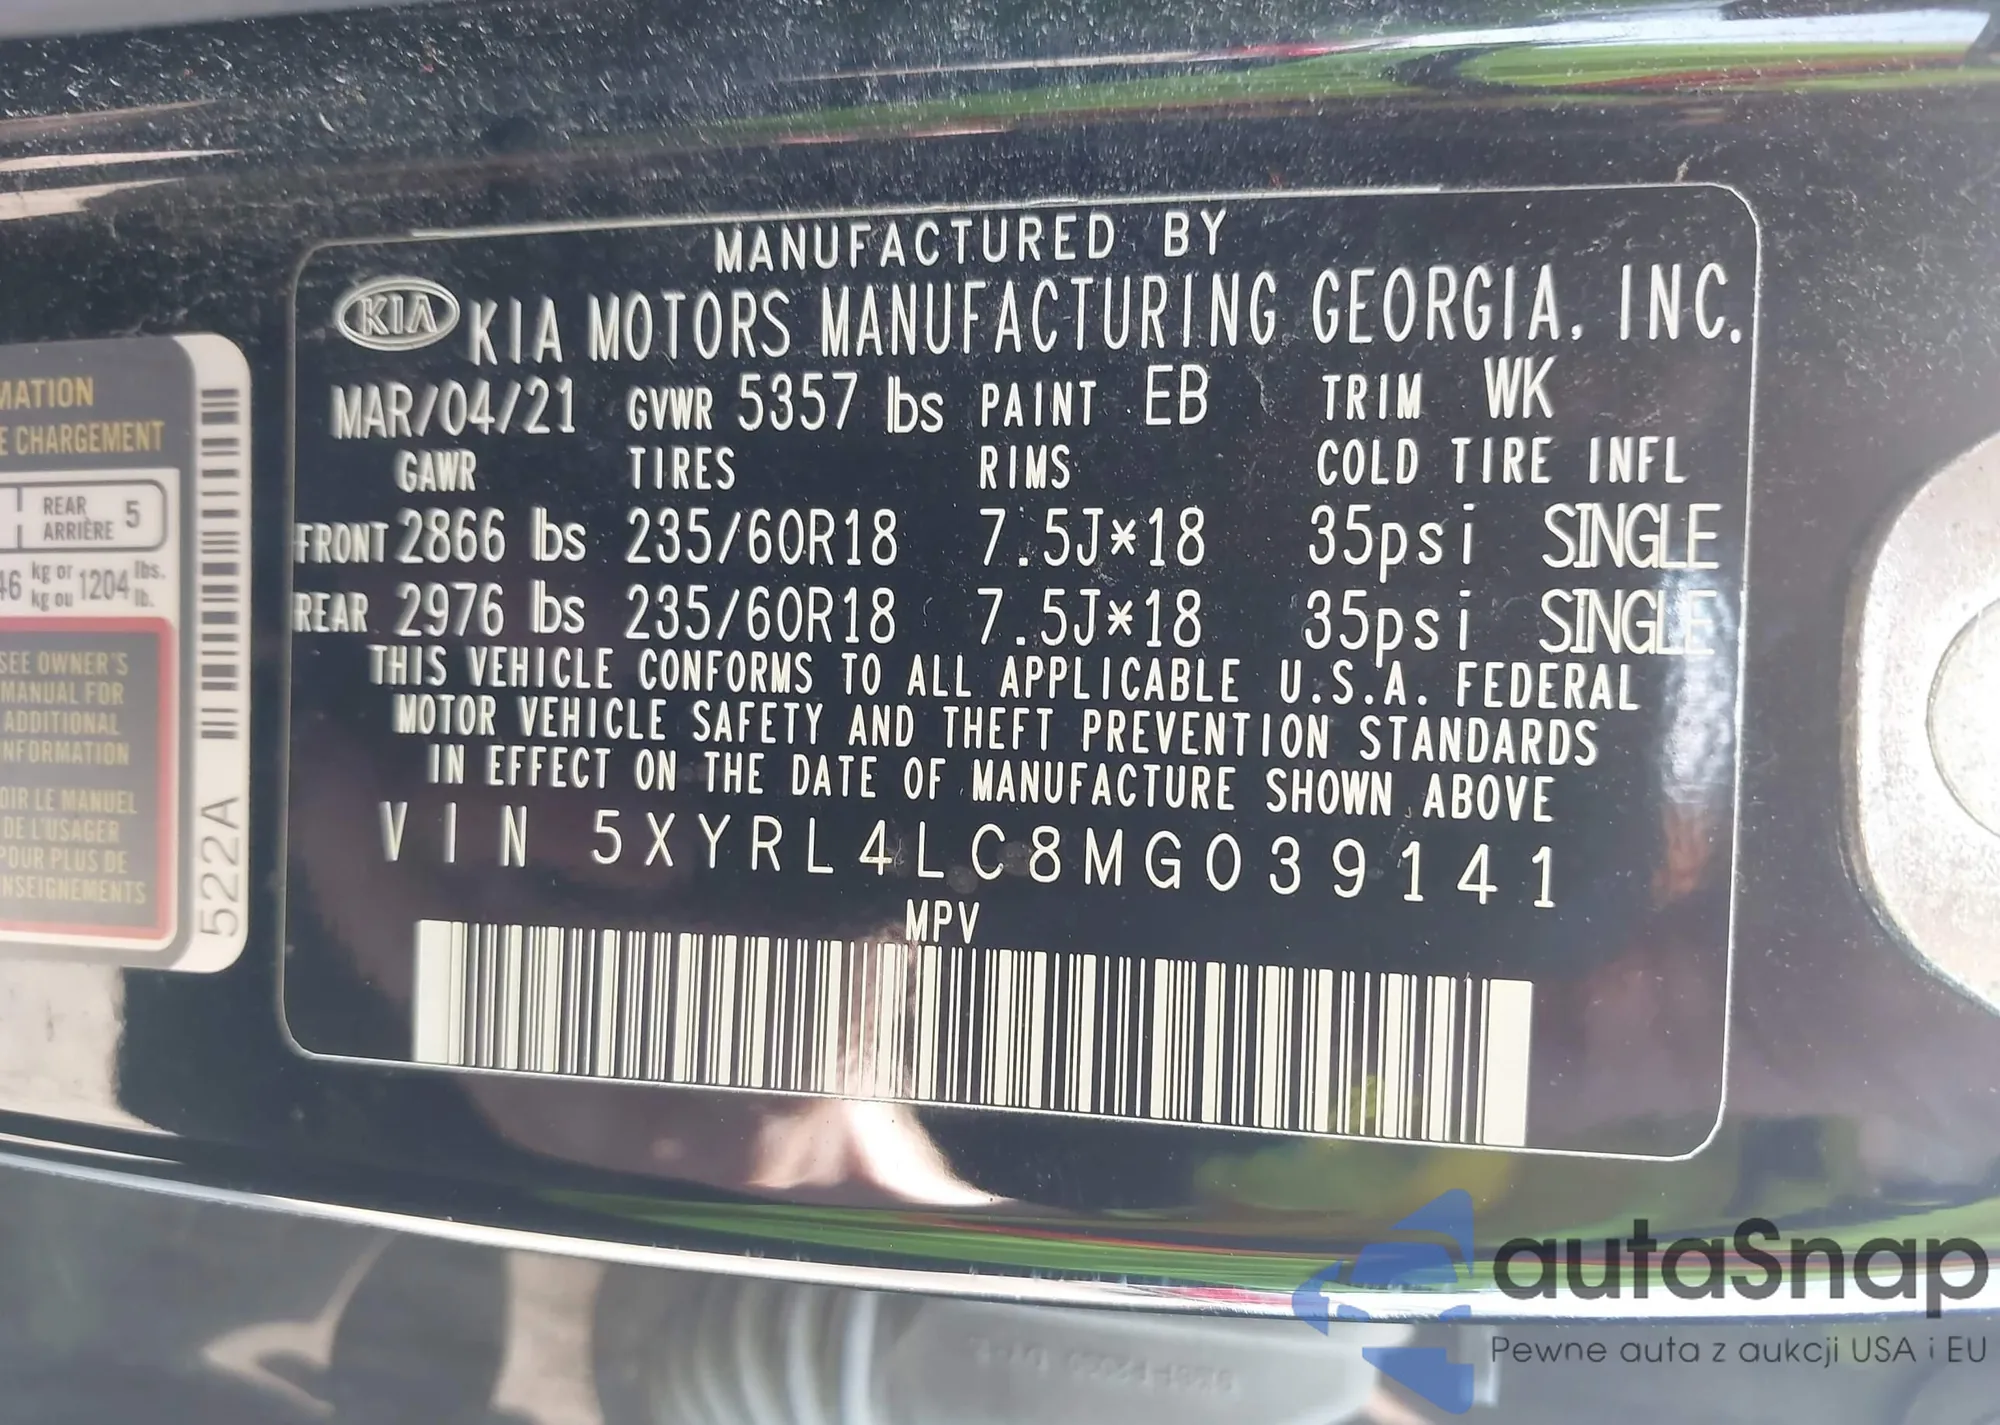 MANUFACTURED BY
KIA KIA MOTORS MANUFACTURING GEORGIA, INC.
MAR/04/21 GVWR 5357 lbs PAINT EB TRIM WK
GAWR TIRES RIMS COLD TIRE INFL
FRONT 2866 lbs 235/60R18 7.5J*18 35psi SINGLE
REAR 2976 lbs 235/60R18 7.5J*18 35psi SINGLE
THIS VEHICLE CONFORMS TO ALL APPLICABLE U.S.A. FEDERAL
MOTOR VEHICLE SAFETY AND THEFT PREVENTION STANDARDS
IN EFFECT ON THE DATE OF MANUFACTURE SHOWN ABOVE
VIN 5XYRL4LC8MG039141
MPV
MATION
E CHARGEMENT
REAR
ARRIÈRE 5
46 kg or 1204 lbs.
kg ou lb.
SEE OWNER'S
MANUAL FOR
ADDITIONAL
INFORMATION
OIR LE MANUEL
DE L'USAGER
POUR PLUS DE
ENSEIGNEMENTS
522A
autaSnap
Pewne auta z aukcji USA i EU